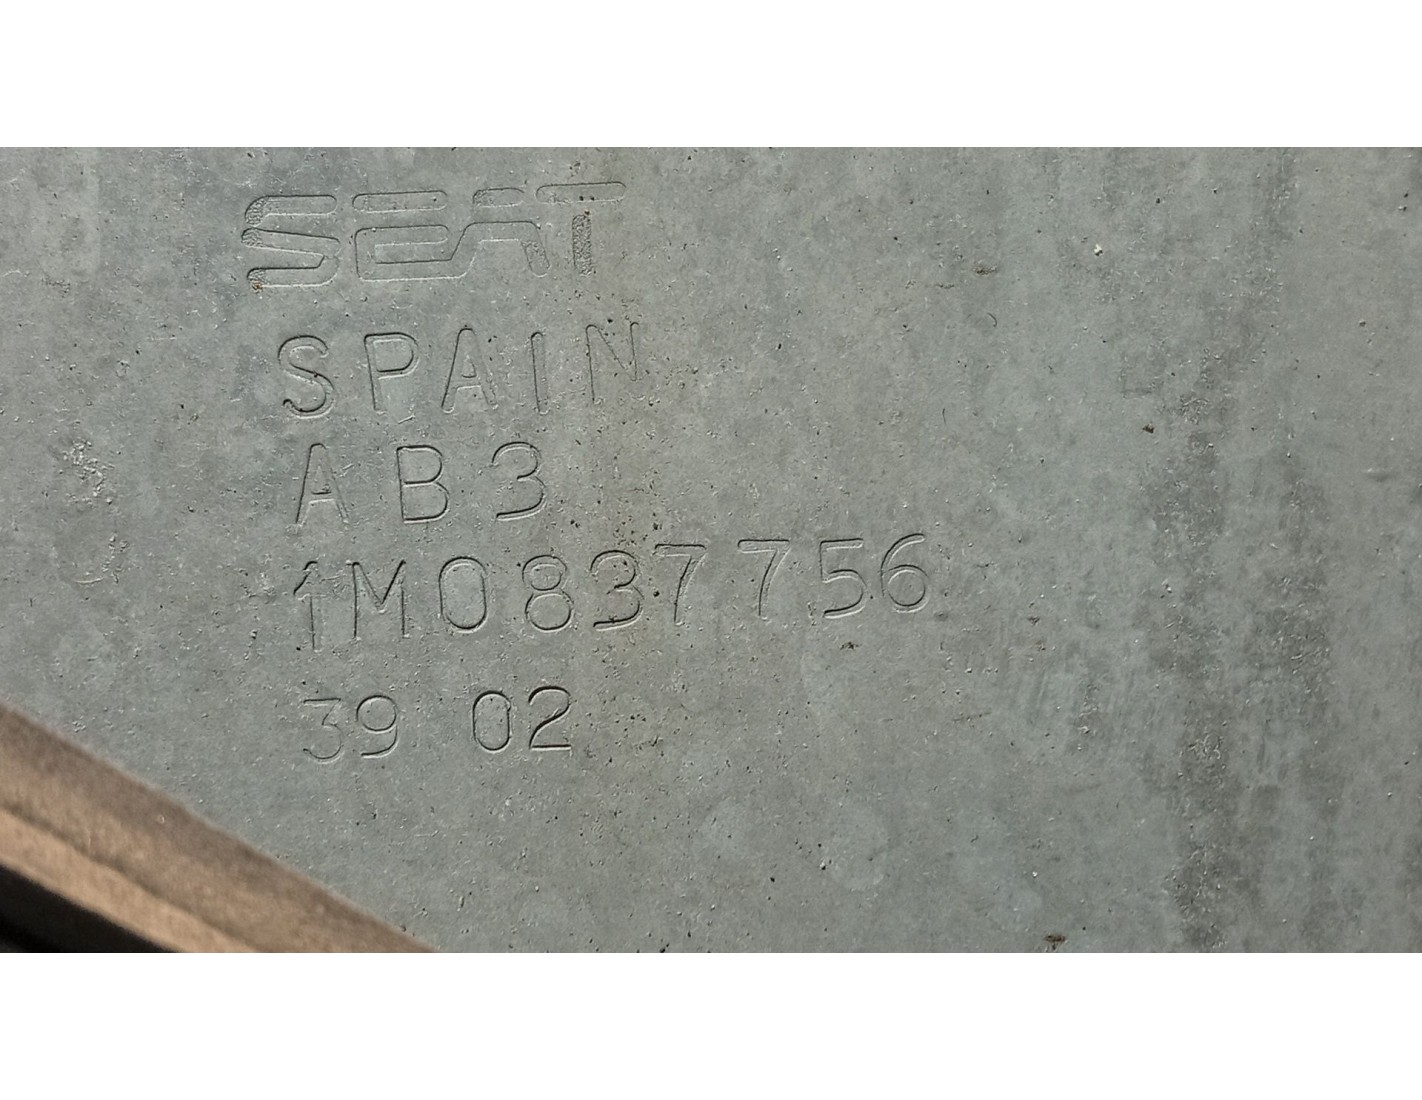 SEAT
SPAIN
AB3
1M0837756
39 02